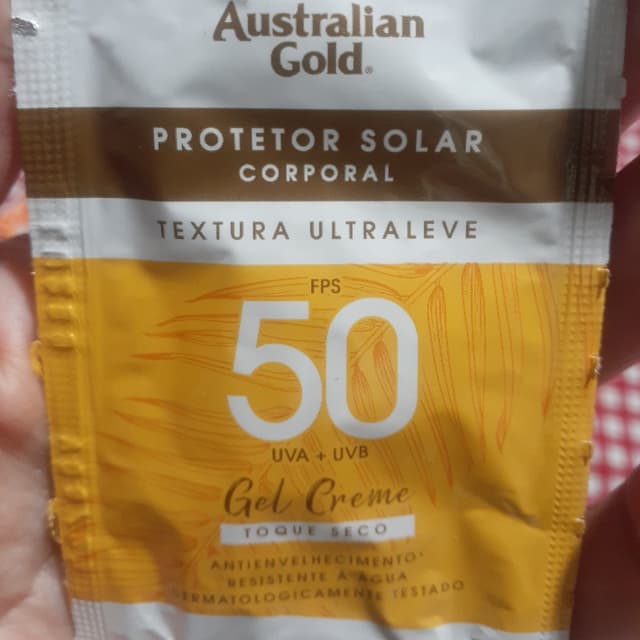 Australian
Gold®
PROTETOR SOLAR
CORPORAL
TEXTURA ULTRALEVE
FPS
50
UVA + UVB
Gel Creme
TOQUE SECO
ANTIENVELHECIMENTO*
RESISTENTE À ÁGUA
DERMATOLOGICAMENTE TESTADO